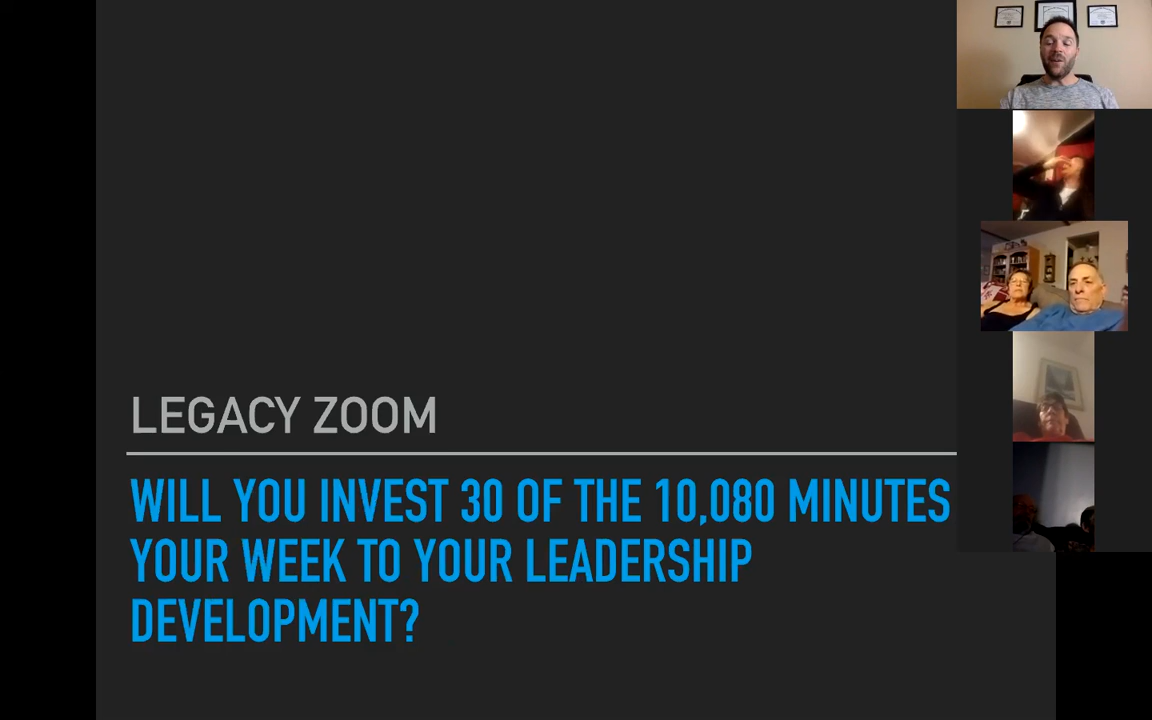 LEGACY ZOOM
WILL YOU INVEST 30 OF THE 10,080 MINUTES
YOUR WEEK TO YOUR LEADERSHIP
DEVELOPMENT?